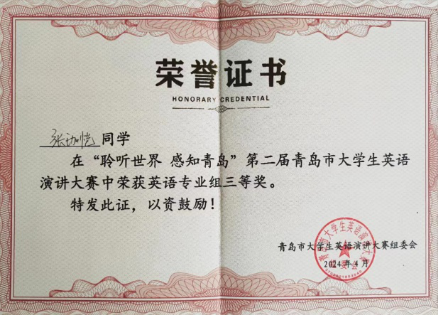 荣誉证书
HONORARY CREDENTIAL
同学
在“聆听世界 感知青岛”第二届青岛市大学生英语
演讲大赛中荣获英语专业组三等奖。
特发此证，以资鼓励！
青岛市大学生英语演讲大赛组委会
2024年4月